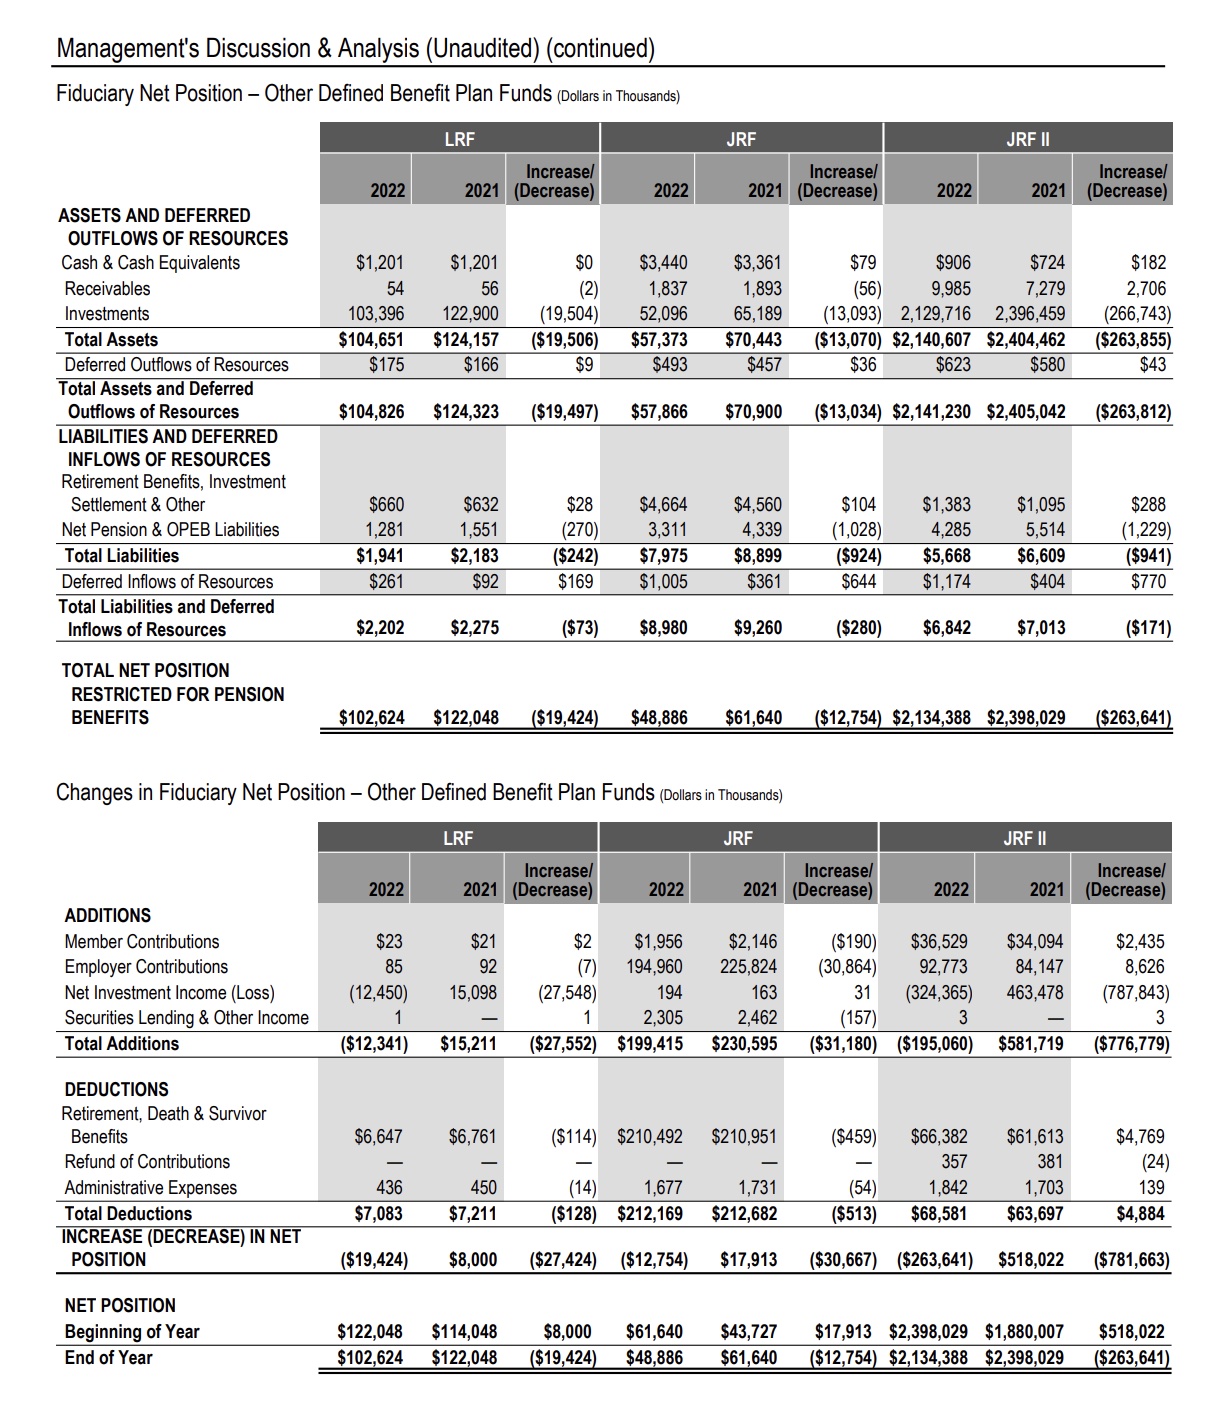 Management's Discussion & Analysis (Unaudited) (continued)
Fiduciary Net Position – Other Defined Benefit Plan Funds (Dollars in Thousands)
LRF JRF JRF II
Increase/ Increase/ Increase/
2022 2021 (Decrease) 2022 2021 (Decrease) 2022 2021 (Decrease)
ASSETS AND DEFERRED
OUTFLOWS OF RESOURCES
Cash & Cash Equivalents $1,201 $1,201 $0 $3,440 $3,361 $79 $906 $724 $182
Receivables 54 56 (2) 1,837 1,893 (56) 9,985 7,279 2,706
Investments 103,396 122,900 (19,504) 52,096 65,189 (13,093) 2,129,716 2,396,459 (266,743)
Total Assets $104,651 $124,157 ($19,506) $57,373 $70,443 ($13,070) $2,140,607 $2,404,462 ($263,855)
Deferred Outflows of Resources $175 $166 $9 $493 $457 $36 $623 $580 $43
Total Assets and Deferred
Outflows of Resources $104,826 $124,323 ($19,497) $57,866 $70,900 ($13,034) $2,141,230 $2,405,042 ($263,812)
LIABILITIES AND DEFERRED
INFLOWS OF RESOURCES
Retirement Benefits, Investment
Settlement & Other $660 $632 $28 $4,664 $4,560 $104 $1,383 $1,095 $288
Net Pension & OPEB Liabilities 1,281 1,551 (270) 3,311 4,339 (1,028) 4,285 5,514 (1,229)
Total Liabilities $1,941 $2,183 ($242) $7,975 $8,899 ($924) $5,668 $6,609 ($941)
Deferred Inflows of Resources $261 $92 $169 $1,005 $361 $644 $1,174 $404 $770
Total Liabilities and Deferred
Inflows of Resources $2,202 $2,275 ($73) $8,980 $9,260 ($280) $6,842 $7,013 ($171)
TOTAL NET POSITION
RESTRICTED FOR PENSION
BENEFITS $102,624 $122,048 ($19,424) $48,886 $61,640 ($12,754) $2,134,388 $2,398,029 ($263,641)
Changes in Fiduciary Net Position – Other Defined Benefit Plan Funds (Dollars in Thousands)
LRF JRF JRF II
Increase/ Increase/ Increase/
2022 2021 (Decrease) 2022 2021 (Decrease) 2022 2021 (Decrease)
ADDITIONS
Member Contributions $23 $21 $2 $1,956 $2,146 ($190) $36,529 $34,094 $2,435
Employer Contributions 85 92 (7) 194,960 225,824 (30,864) 92,773 84,147 8,626
Net Investment Income (Loss) (12,450) 15,098 (27,548) 194 163 31 (324,365) 463,478 (787,843)
Securities Lending & Other Income 1 — 1 2,305 2,462 (157) 3 — 3
Total Additions ($12,341) $15,211 ($27,552) $199,415 $230,595 ($31,180) ($195,060) $581,719 ($776,779)
DEDUCTIONS
Retirement, Death & Survivor
Benefits $6,647 $6,761 ($114) $210,492 $210,951 ($459) $66,382 $61,613 $4,769
Refund of Contributions — — — — — — 357 381 (24)
Administrative Expenses 436 450 (14) 1,677 1,731 (54) 1,842 1,703 139
Total Deductions $7,083 $7,211 ($128) $212,169 $212,682 ($513) $68,581 $63,697 $4,884
INCREASE (DECREASE) IN NET
POSITION ($19,424) $8,000 ($27,424) ($12,754) $17,913 ($30,667) ($263,641) $518,022 ($781,663)
NET POSITION
Beginning of Year $122,048 $114,048 $8,000 $61,640 $43,727 $17,913 $2,398,029 $1,880,007 $518,022
End of Year $102,624 $122,048 ($19,424) $48,886 $61,640 ($12,754) $2,134,388 $2,398,029 ($263,641)